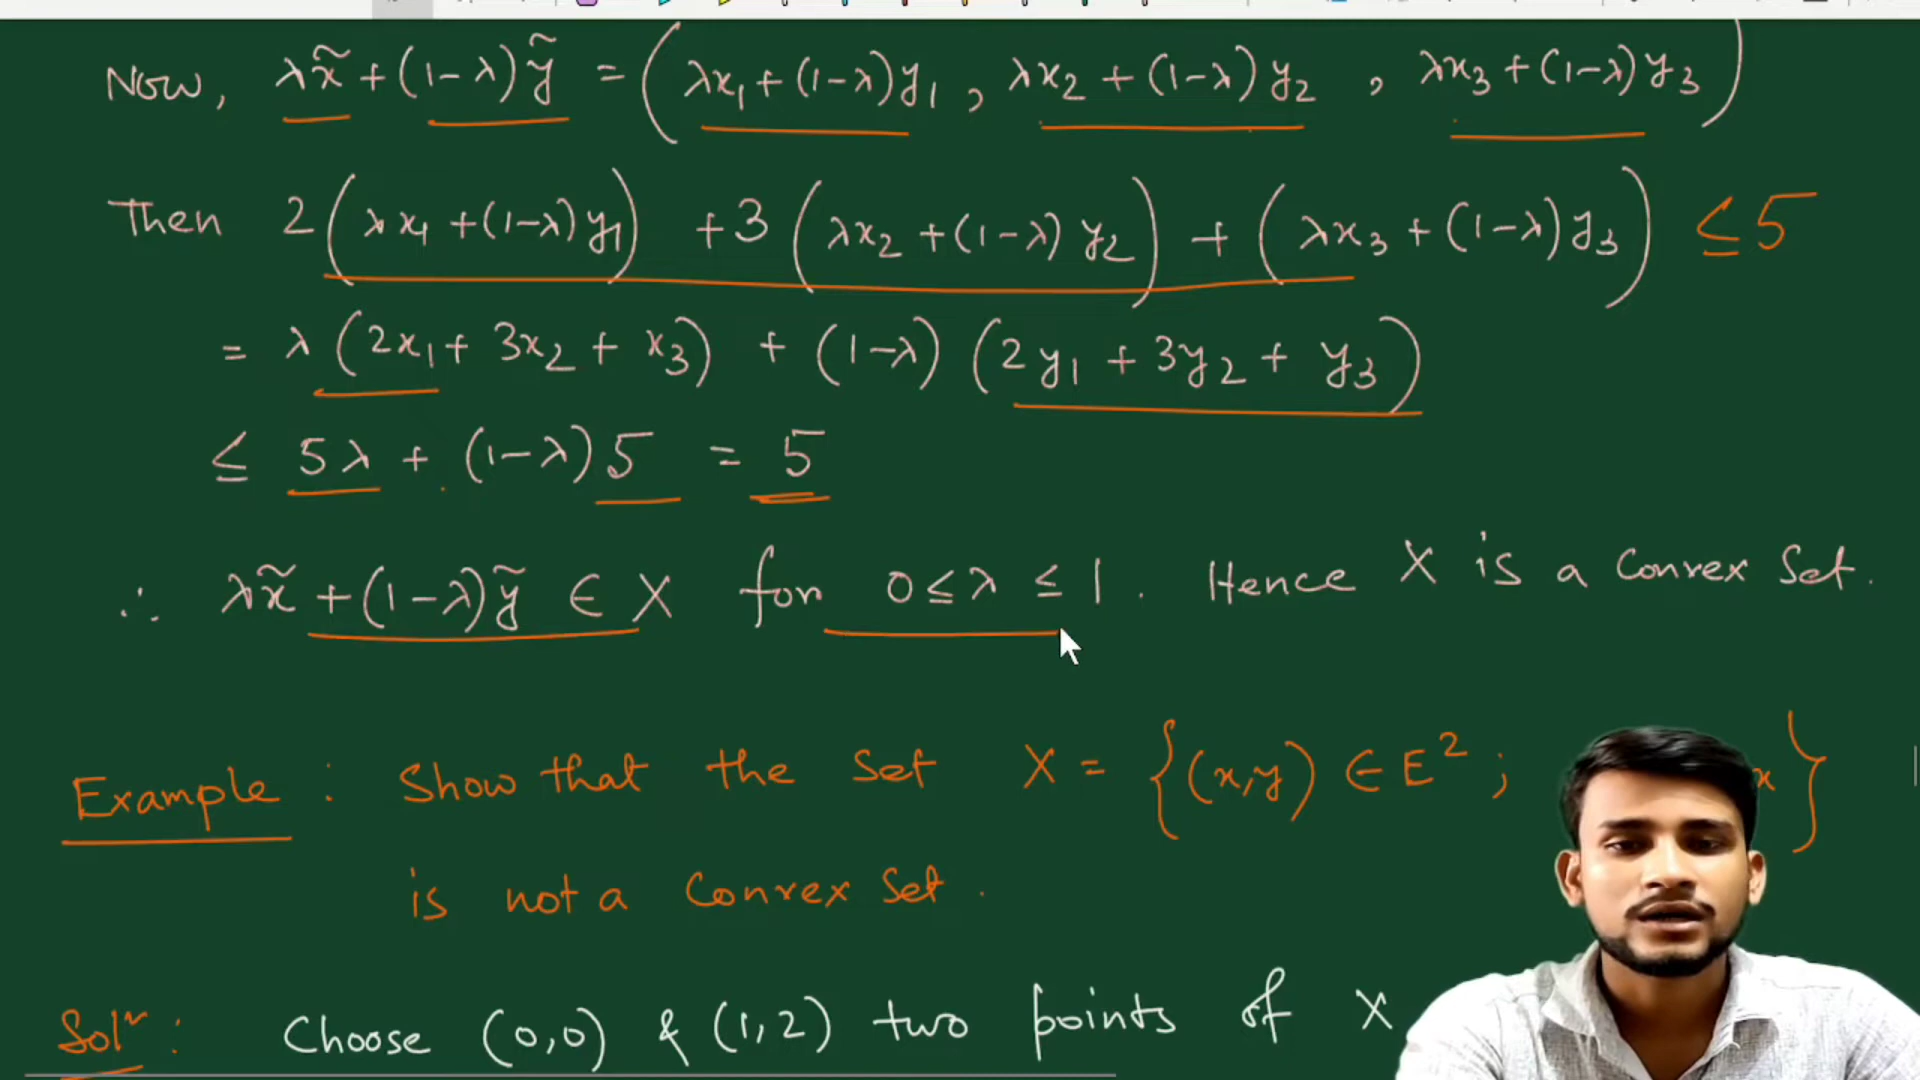 Now, λx̃ + (1-λ)ỹ = (λx₁+(1-λ)y₁, λx₂+(1-λ)y₂, λx₃+(1-λ)y₃)
Then 2(λx₁+(1-λ)y₁) +3(λx₂+(1-λ)y₂) + (λx₃+(1-λ)y₃) ≤5
= λ(2x₁+3x₂+x₃) + (1-λ)(2y₁+3y₂+y₃)
≤ 5λ + (1-λ)5 = 5
∴ λx̃+(1-λ)ỹ ∈ X for 0≤λ≤1. Hence X is a Convex Set.
Example : Show that the Set X = {(x,y) ∈ E²; x}
is not a Convex Set.
Solⁿ: Choose (0,0) & (1,2) two points of X